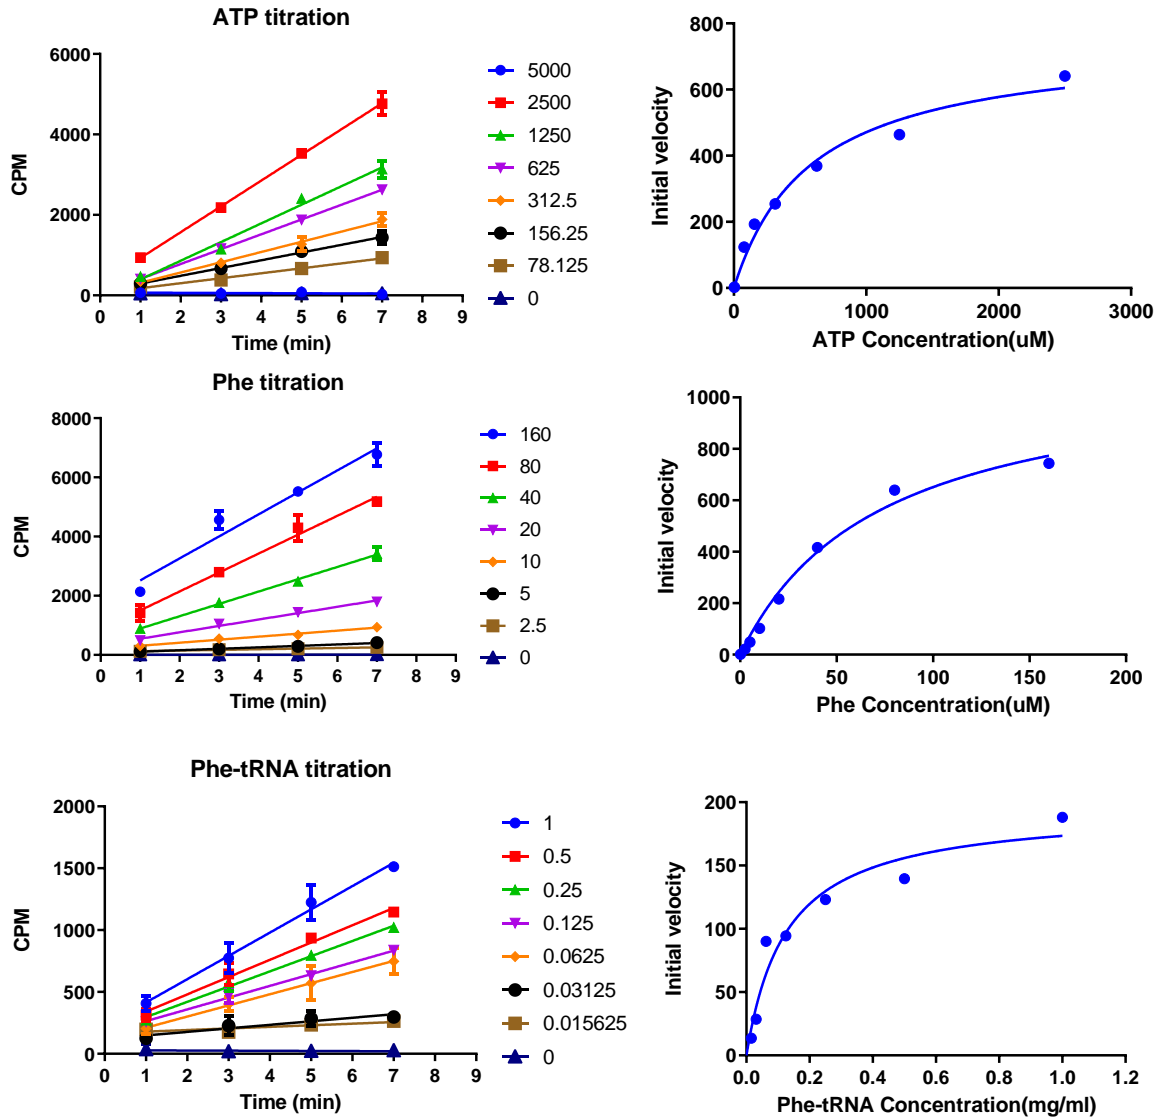 ATP titration
6000
4000
2000
0
CPM
0 1 2 3 4 5 6 7 8 9
Time (min)
5000
2500
1250
625
312.5
156.25
78.125
0
800
600
400
200
0
Initial velocity
0 1000 2000 3000
ATP Concentration(uM)
Phe titration
8000
6000
4000
2000
0
CPM
0 1 2 3 4 5 6 7 8 9
Time (min)
160
80
40
20
10
5
2.5
0
1000
800
600
400
200
0
Initial velocity
0 50 100 150 200
Phe Concentration(uM)
Phe-tRNA titration
2000
1500
1000
500
0
CPM
0 1 2 3 4 5 6 7 8 9
Time (min)
1
0.5
0.25
0.125
0.0625
0.03125
0.015625
0
200
150
100
50
0
Initial velocity
0.0 0.2 0.4 0.6 0.8 1.0 1.2
Phe-tRNA Concentration(mg/ml)